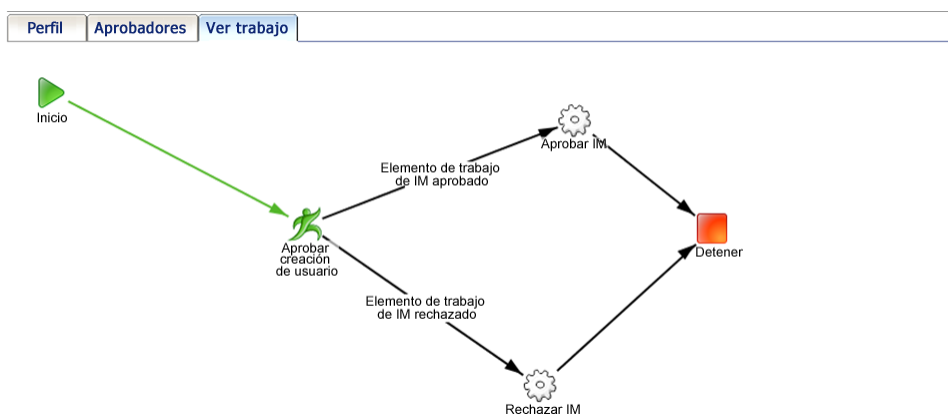 Perfil
Aprobadores
Ver trabajo
Inicio
Aprobar IM
Elemento de trabajo
de IM aprobado
Aprobar
creación
de usuario
Detener
Elemento de trabajo
de IM rechazado
Rechazar IM